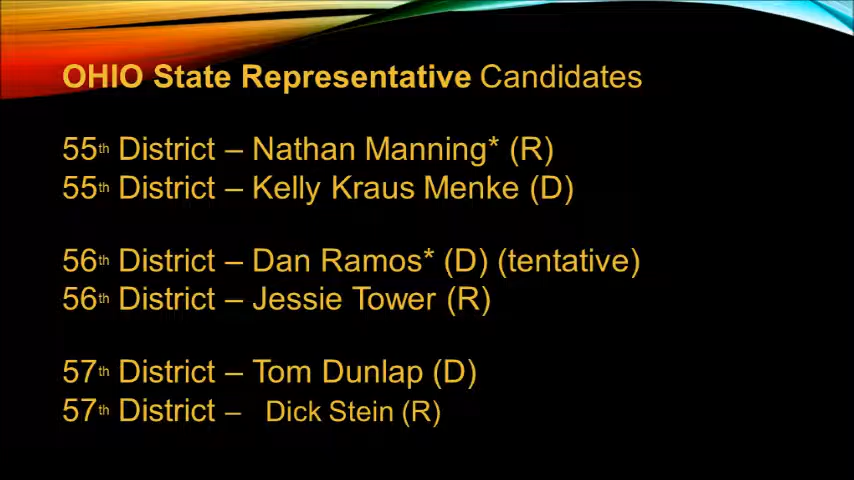 OHIO State Representative Candidates
55th District – Nathan Manning* (R)
55th District – Kelly Kraus Menke (D)
56th District – Dan Ramos* (D) (tentative)
56th District – Jessie Tower (R)
57th District – Tom Dunlap (D)
57th District – Dick Stein (R)